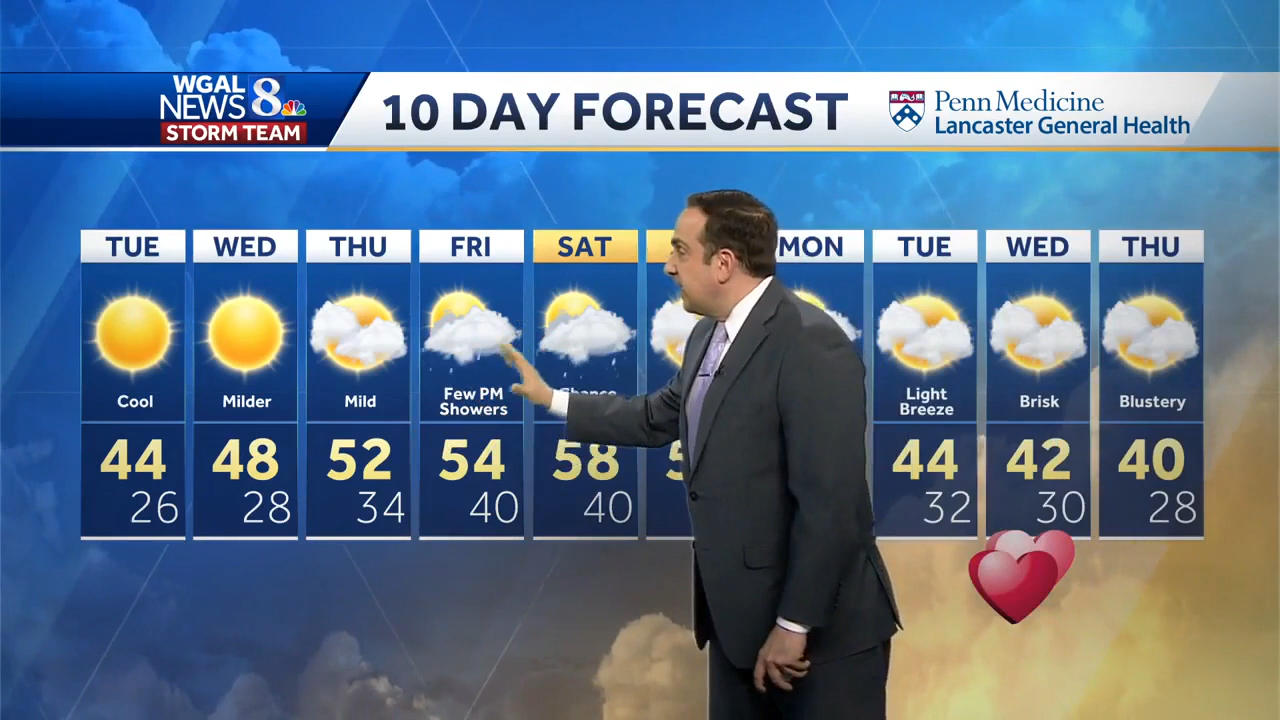 WGAL
NEWS 8
STORM TEAM
10 DAY FORECAST
Penn Medicine
Lancaster General Health
TUE WED THU FRI SAT MON TUE WED THU
Cool Milder Mild Few PM Showers Chance Light Breeze Brisk Blustery
44 48 52 54 58 44 42 40
26 28 34 40 40 32 30 28